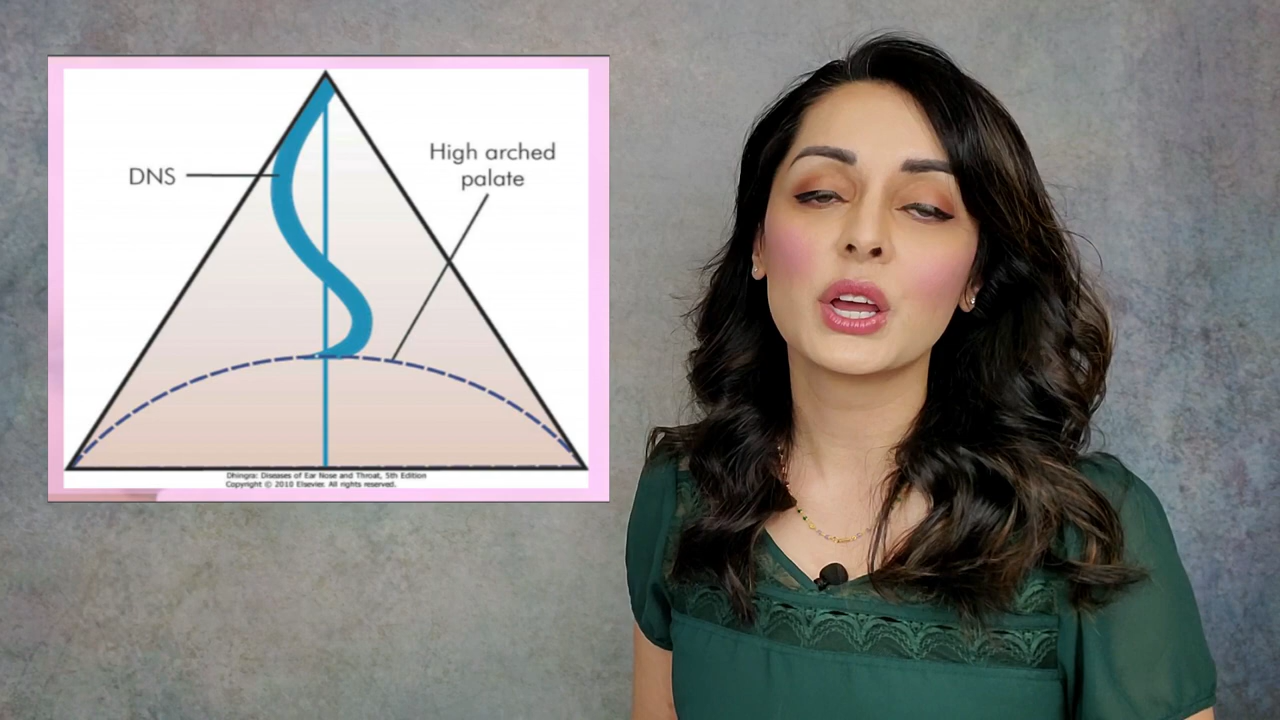 DNS
High arched
palate
Dhingra: Diseases of Ear Nose and Throat, 5th Edition
Copyright © 2010 Elsevier. All rights reserved.